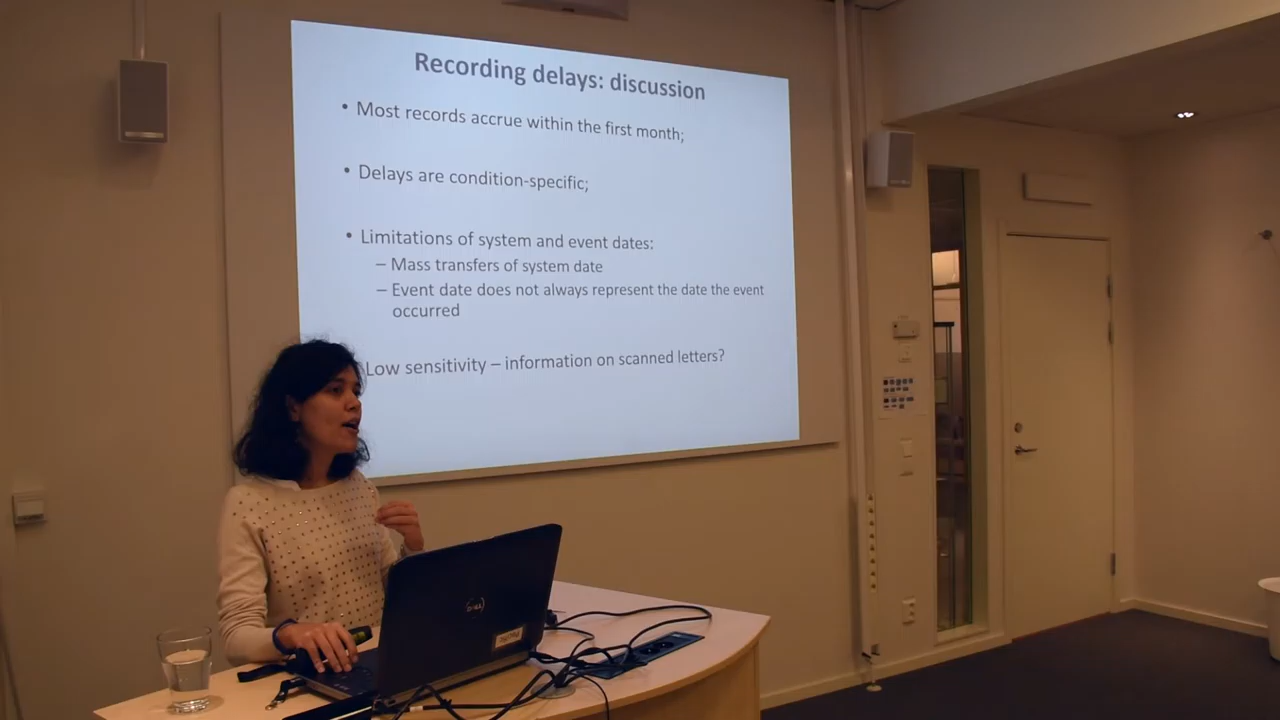 Recording delays: discussion
• Most records accrue within the first month;
• Delays are condition-specific;
• Limitations of system and event dates:
– Mass transfers of system date
– Event date does not always represent the date the event
occurred
Low sensitivity – information on scanned letters?
DELL